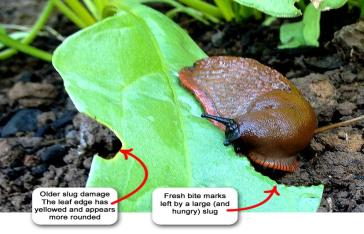 Older slug damage
The leaf edge has
yellowed and appears
more rounded
Fresh bite marks
left by a large (and
hungry) slug